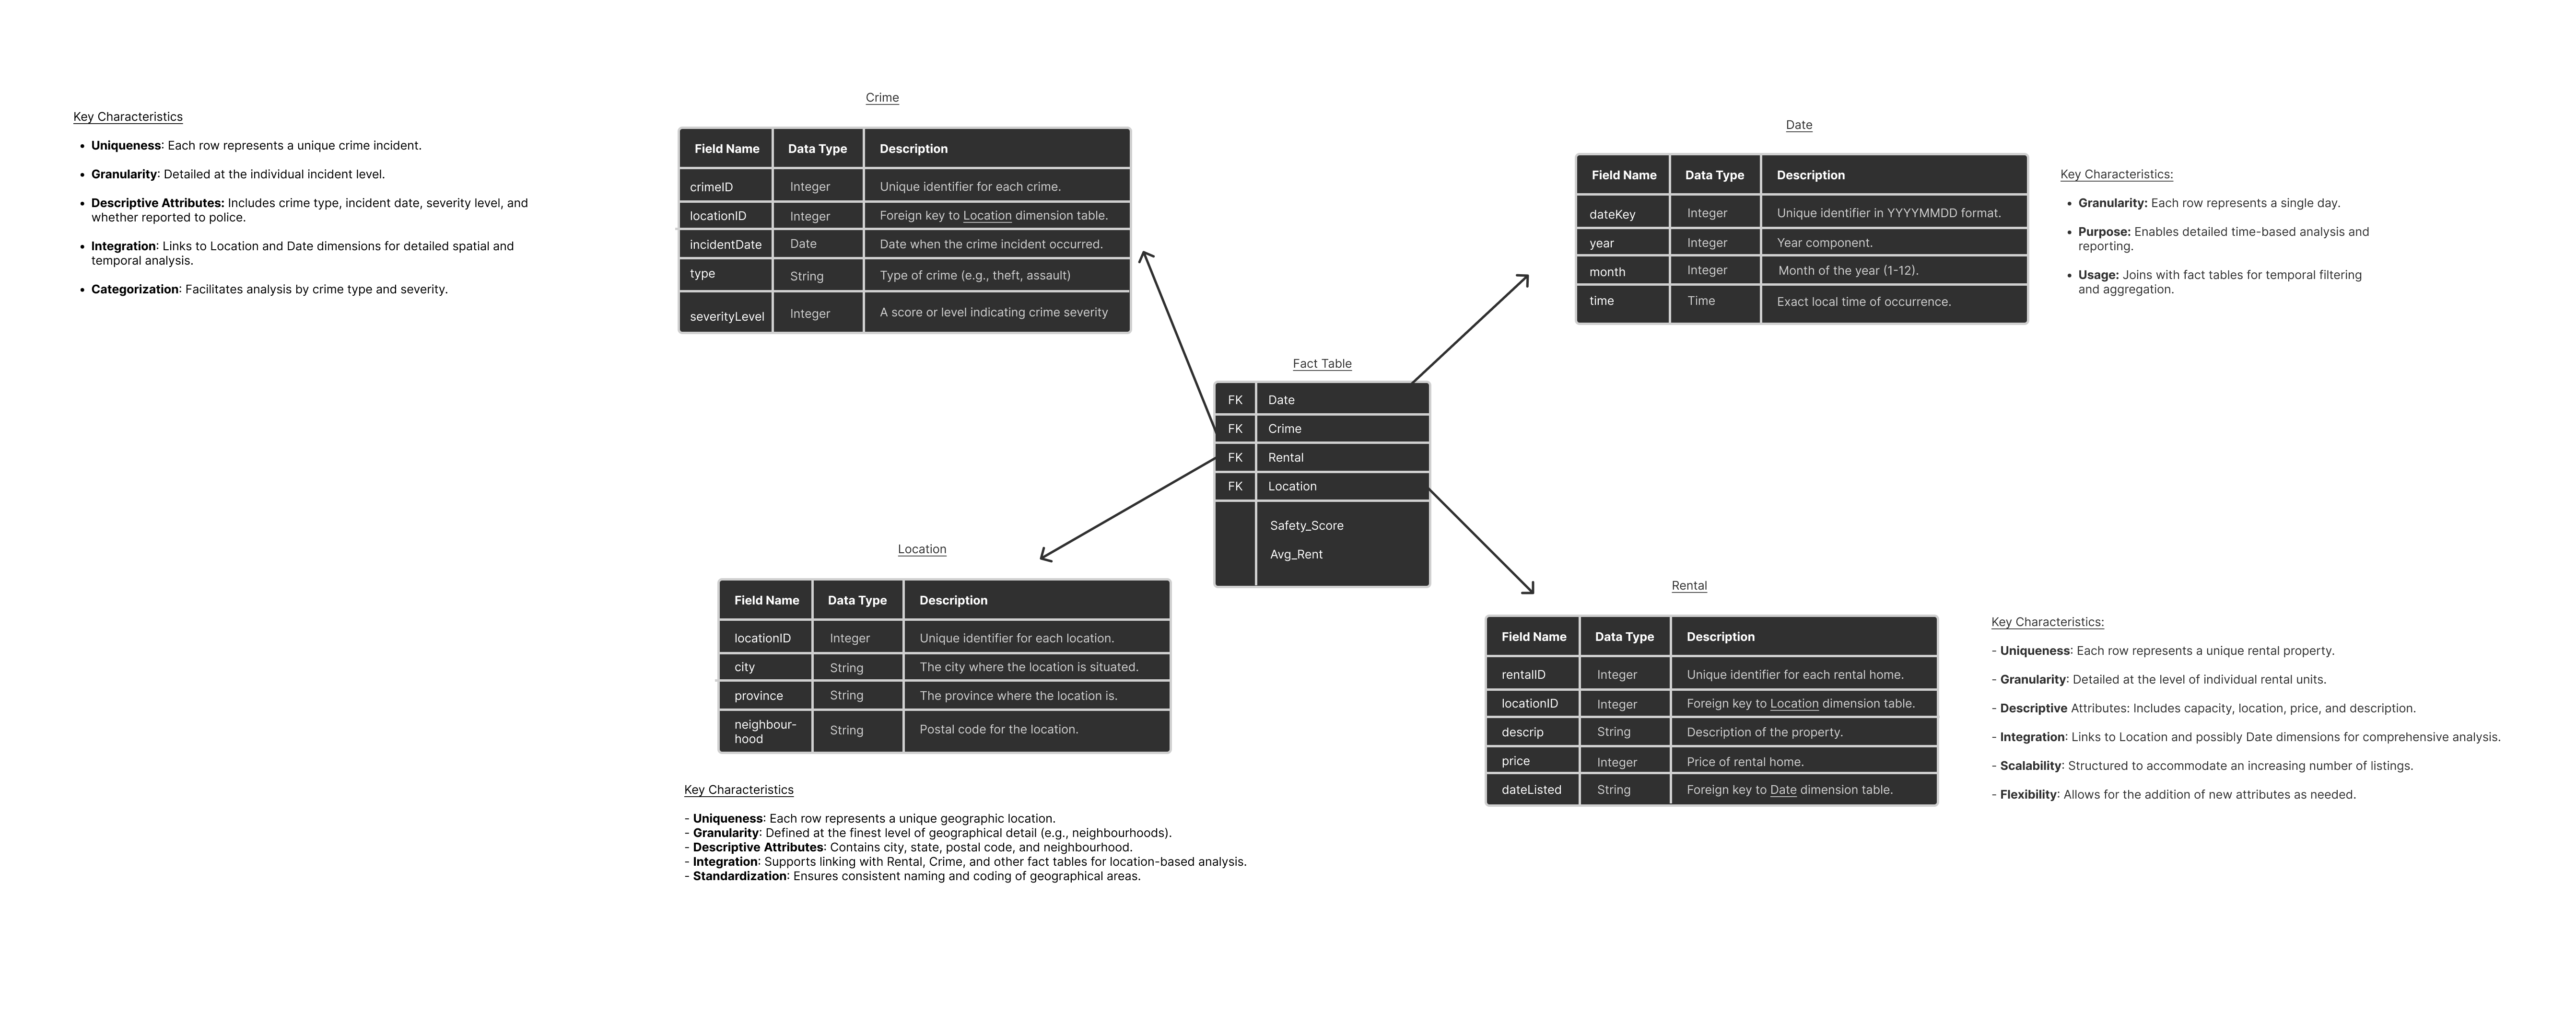 Crime
Key Characteristics
• Uniqueness: Each row represents a unique crime incident.
• Granularity: Detailed at the individual incident level.
• Descriptive Attributes: Includes crime type, incident date, severity level, and
whether reported to police.
• Integration: Links to Location and Date dimensions for detailed spatial and
temporal analysis.
• Categorization: Facilitates analysis by crime type and severity.
Field Name Data Type Description
crimeID Integer Unique identifier for each crime.
locationID Integer Foreign key to Location dimension table.
incidentDate Date Date when the crime incident occurred.
type String Type of crime (e.g., theft, assault)
severityLevel Integer A score or level indicating crime severity
Date
Field Name Data Type Description
dateKey Integer Unique identifier in YYYYMMDD format.
year Integer Year component.
month Integer Month of the year (1-12).
time Time Exact local time of occurrence.
Key Characteristics:
• Granularity: Each row represents a single day.
• Purpose: Enables detailed time-based analysis and
reporting.
• Usage: Joins with fact tables for temporal filtering
and aggregation.
Fact Table
FK Date
FK Crime
FK Rental
FK Location
Safety_Score
Avg_Rent
Location
Field Name Data Type Description
locationID Integer Unique identifier for each location.
city String The city where the location is situated.
province String The province where the location is.
neighbour-
hood String Postal code for the location.
Key Characteristics
- Uniqueness: Each row represents a unique geographic location.
- Granularity: Defined at the finest level of geographical detail (e.g., neighbourhoods).
- Descriptive Attributes: Contains city, state, postal code, and neighbourhood.
- Integration: Supports linking with Rental, Crime, and other fact tables for location-based analysis.
- Standardization: Ensures consistent naming and coding of geographical areas.
Rental
Field Name Data Type Description
rentalID Integer Unique identifier for each rental home.
locationID Integer Foreign key to Location dimension table.
descrip String Description of the property.
price Integer Price of rental home.
dateListed String Foreign key to Date dimension table.
Key Characteristics:
- Uniqueness: Each row represents a unique rental property.
- Granularity: Detailed at the level of individual rental units.
- Descriptive Attributes: Includes capacity, location, price, and description.
- Integration: Links to Location and possibly Date dimensions for comprehensive analysis.
- Scalability: Structured to accommodate an increasing number of listings.
- Flexibility: Allows for the addition of new attributes as needed.